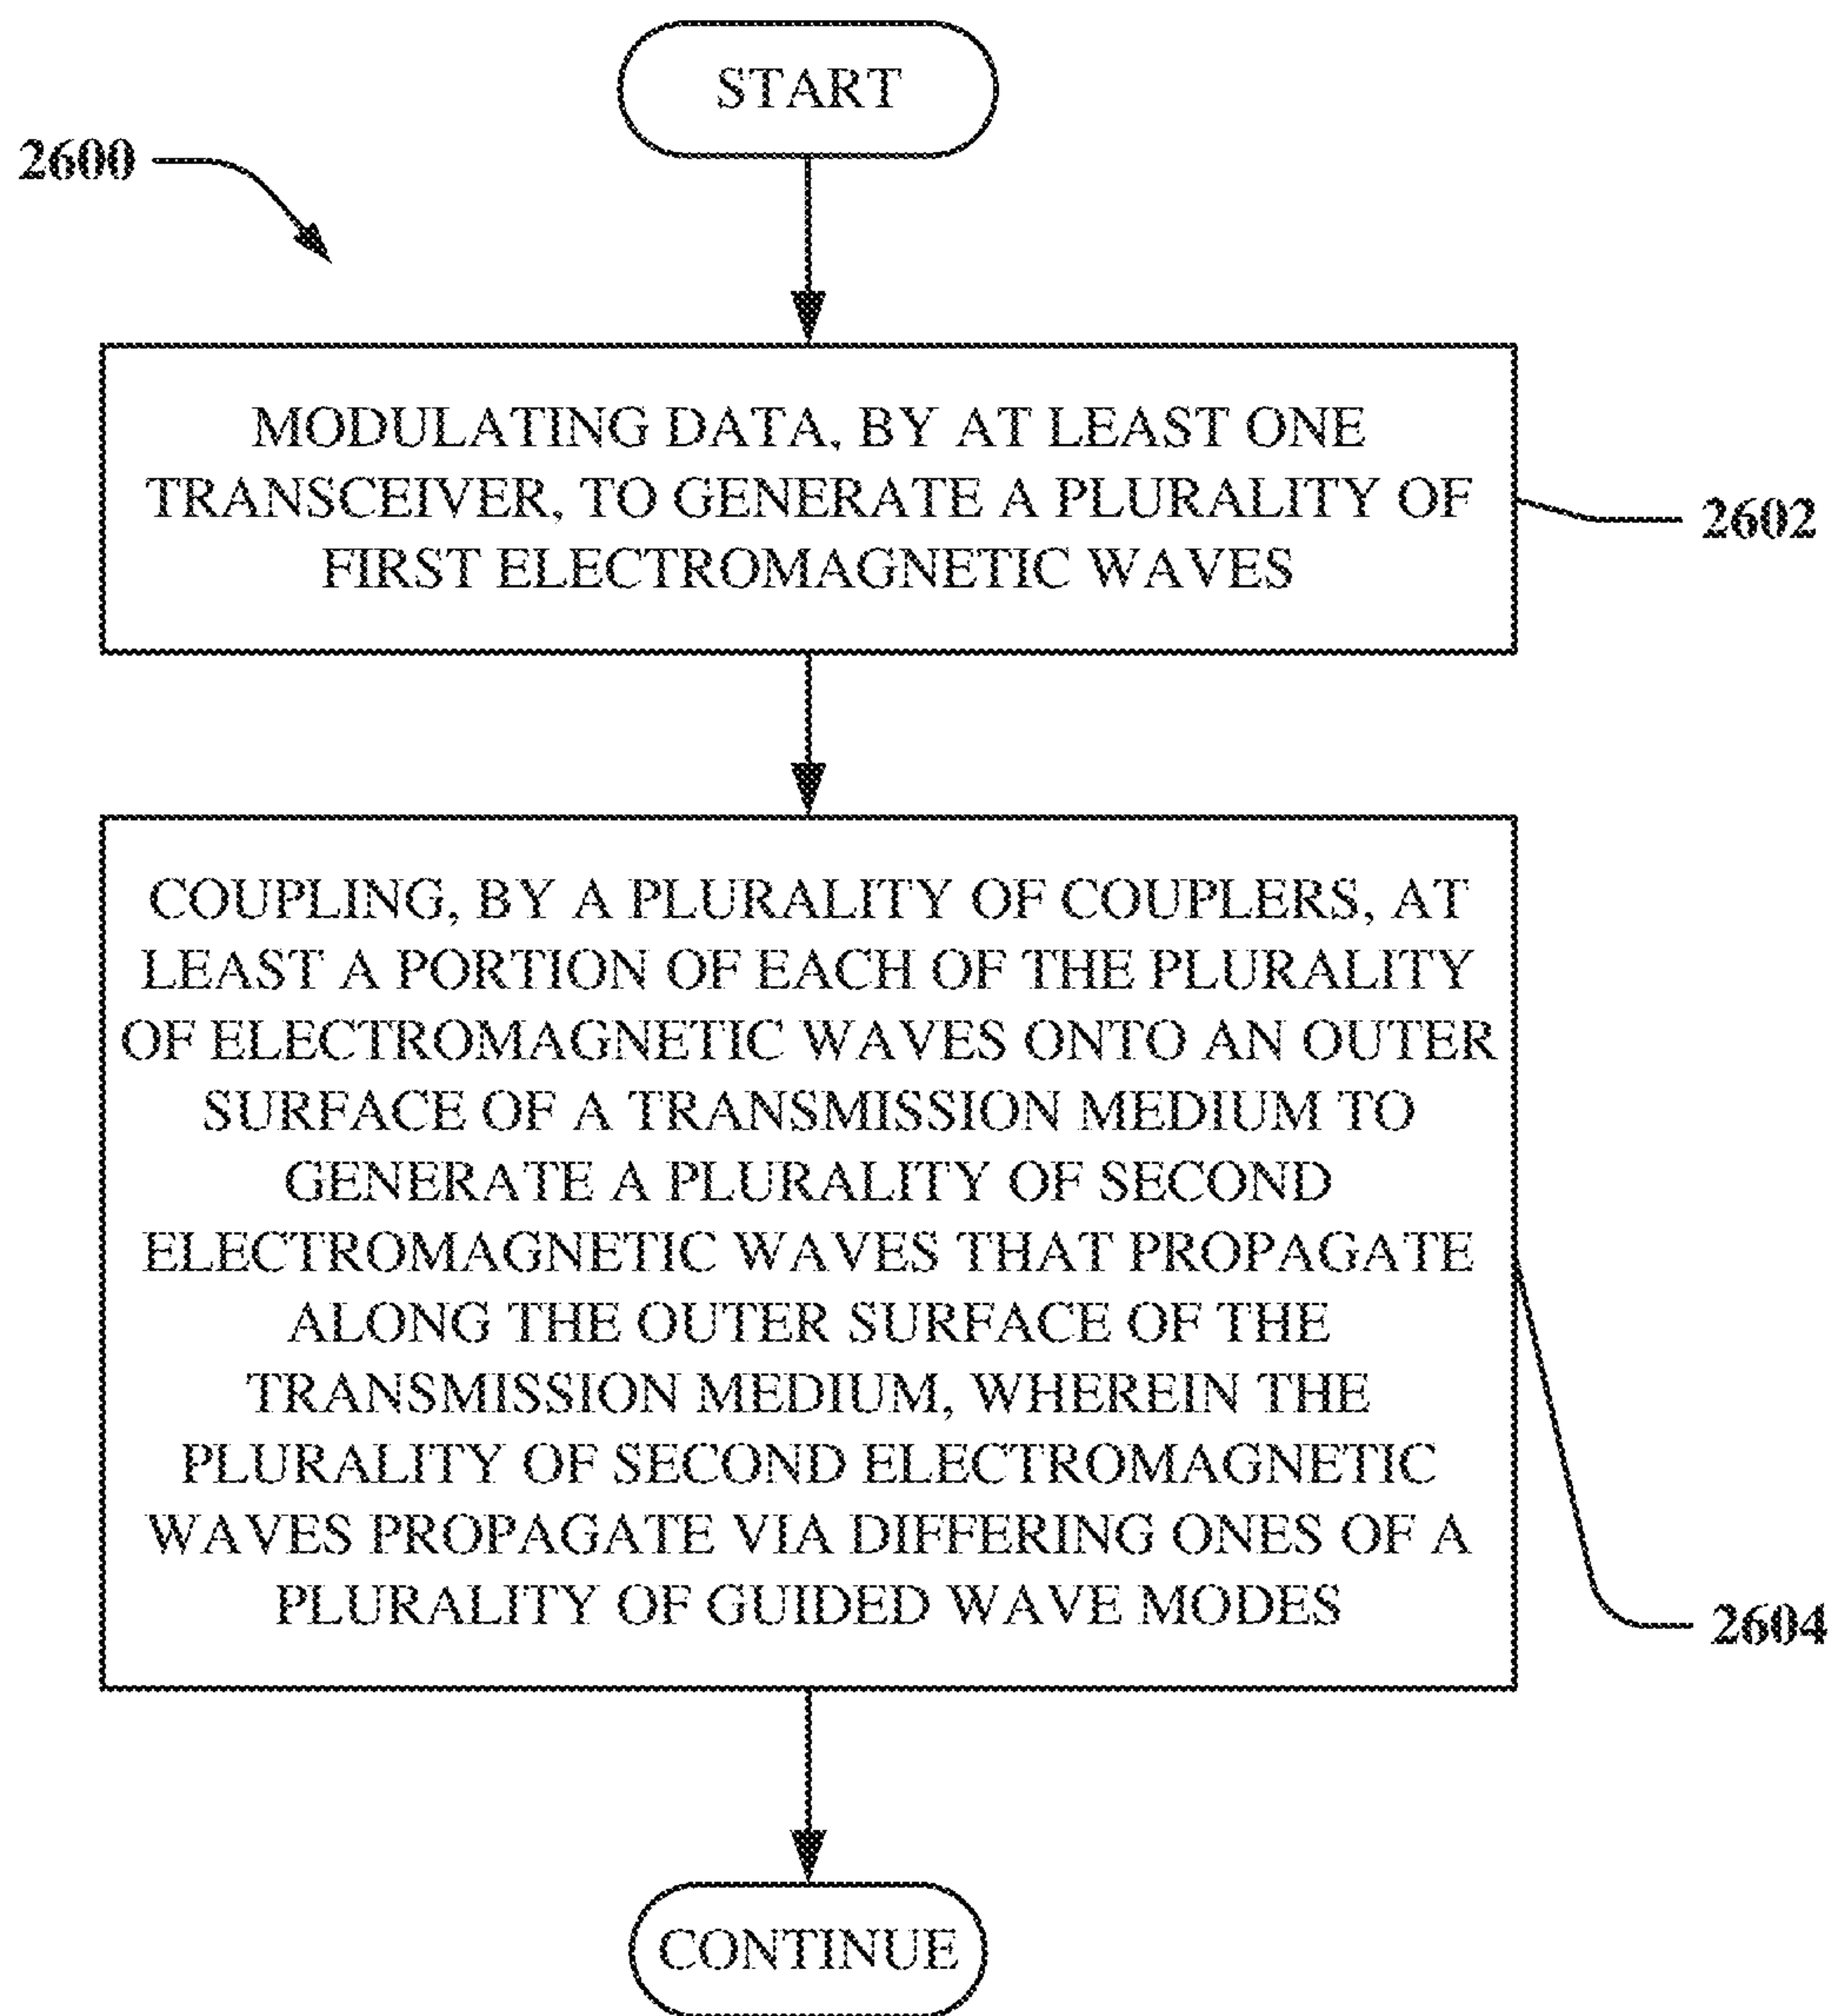 START
2600
MODULATING DATA, BY AT LEAST ONE
TRANSCEIVER, TO GENERATE A PLURALITY OF
FIRST ELECTROMAGNETIC WAVES
2602
COUPLING, BY A PLURALITY OF COUPLERS, AT
LEAST A PORTION OF EACH OF THE PLURALITY
OF ELECTROMAGNETIC WAVES ONTO AN OUTER
SURFACE OF A TRANSMISSION MEDIUM TO
GENERATE A PLURALITY OF SECOND
ELECTROMAGNETIC WAVES THAT PROPAGATE
ALONG THE OUTER SURFACE OF THE
TRANSMISSION MEDIUM, WHEREIN THE
PLURALITY OF SECOND ELECTROMAGNETIC
WAVES PROPAGATE VIA DIFFERING ONES OF A
PLURALITY OF GUIDED WAVE MODES
2604
CONTINUE